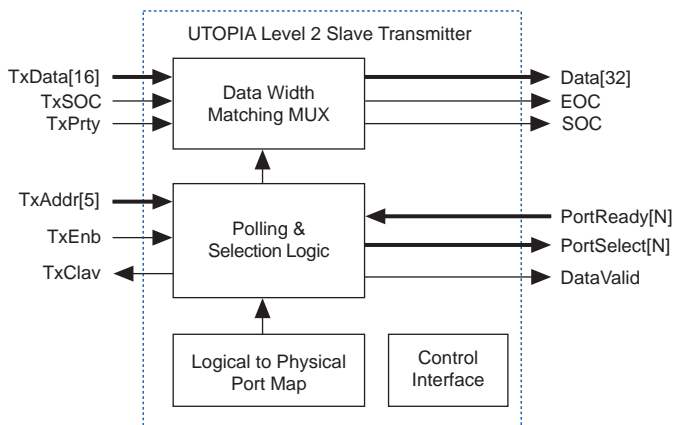 UTOPIA Level 2 Slave Transmitter
TxData[16]
TxSOC
TxPrty
Data Width
Matching MUX
Data[32]
EOC
SOC
TxAddr[5]
TxEnb
TxClav
Polling &
Selection Logic
PortReady[N]
PortSelect[N]
DataValid
Logical to Physical
Port Map
Control
Interface